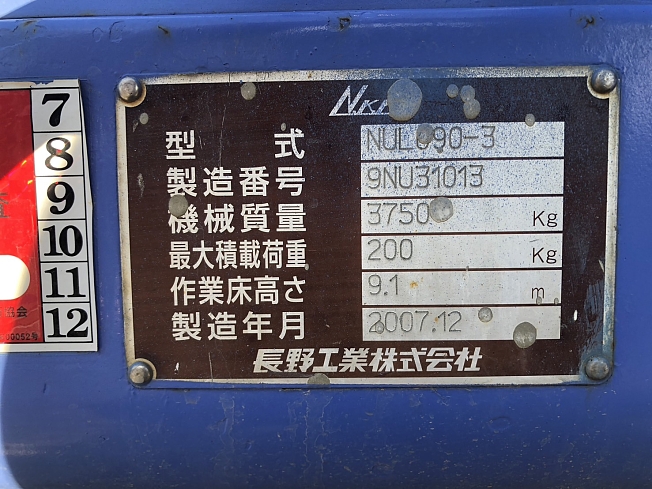 7
8
9
10
11
12
型式 NUL090-3
製造番号 9NU31013
機械質量 3750 Kg
最大積載荷重 200 Kg
作業床高さ 9.1 m
製造年月 2007.12
長野工業株式会社